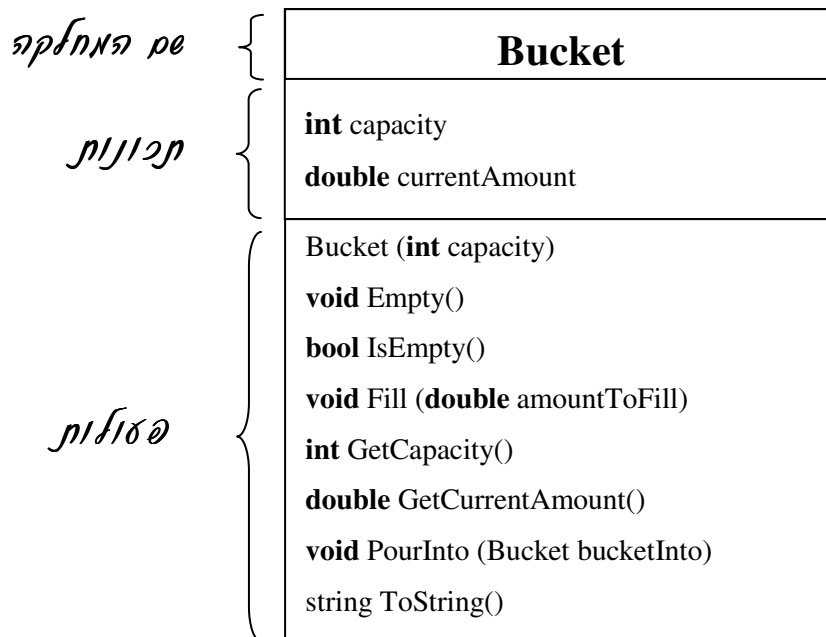 שם המחלקה
Bucket
תכונות
int capacity
double currentAmount
פעולות
Bucket (int capacity)
void Empty()
bool IsEmpty()
void Fill (double amountToFill)
int GetCapacity()
double GetCurrentAmount()
void PourInto (Bucket bucketInto)
string ToString()